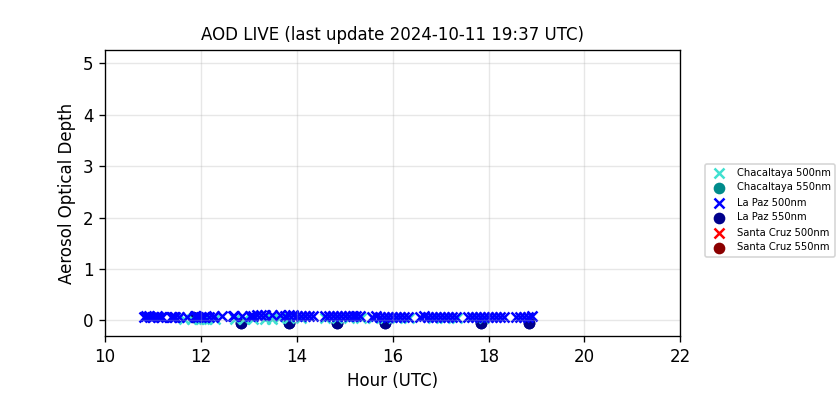 AOD LIVE (last update 2024-10-11 19:37 UTC)
5
4
3
2
1
0
Aerosol Optical Depth
10 12 14 16 18 20 22
Hour (UTC)
Chacaltaya 500nm
Chacaltaya 550nm
La Paz 500nm
La Paz 550nm
Santa Cruz 500nm
Santa Cruz 550nm